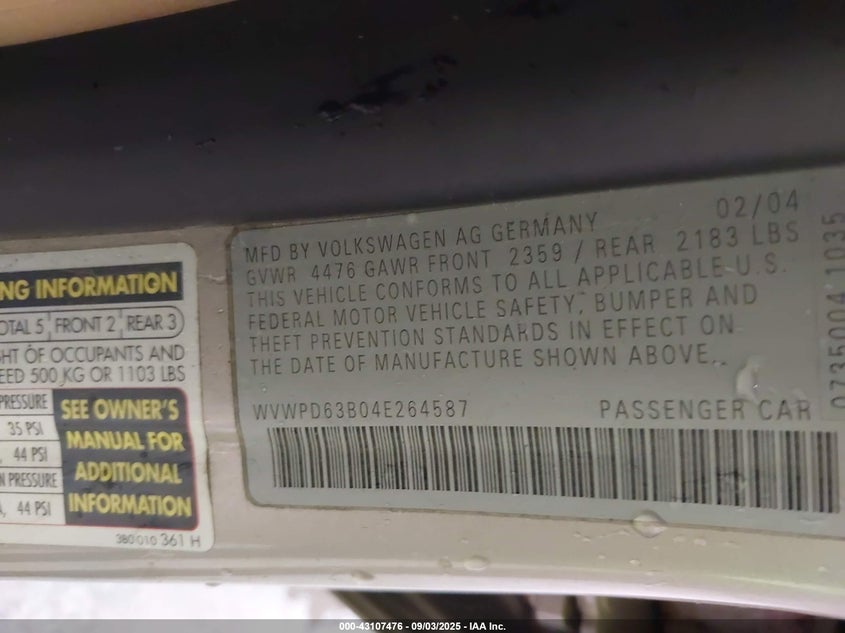 NG INFORMATION
OTAL 5 FRONT 2 REAR 3
GHT OF OCCUPANTS AND
EED 500 KG OR 1103 LBS
PRESSURE
35 PSI
44 PSI
N PRESSURE
44 PSI
SEE OWNER'S
MANUAL FOR
ADDITIONAL
INFORMATION
3B0 010 361 H
02/04
MFD BY VOLKSWAGEN AG GERMANY
GVWR 4476 GAWR FRONT 2359 / REAR 2183 LBS
THIS VEHICLE CONFORMS TO ALL APPLICABLE U.S.
FEDERAL MOTOR VEHICLE SAFETY, BUMPER AND
THEFT PREVENTION STANDARDS IN EFFECT ON
THE DATE OF MANUFACTURE SHOWN ABOVE.
WVWPD63B04E264587 PASSENGER CAR
0735004 1035
000-43107476 - 09/03/2025 - IAA Inc.